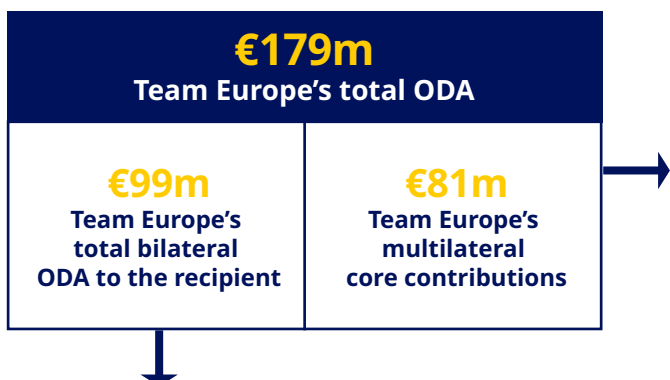 €179m
Team Europe’s total ODA
€99m
Team Europe’s
total bilateral
ODA to the recipient
€81m
Team Europe’s
multilateral
core contributions